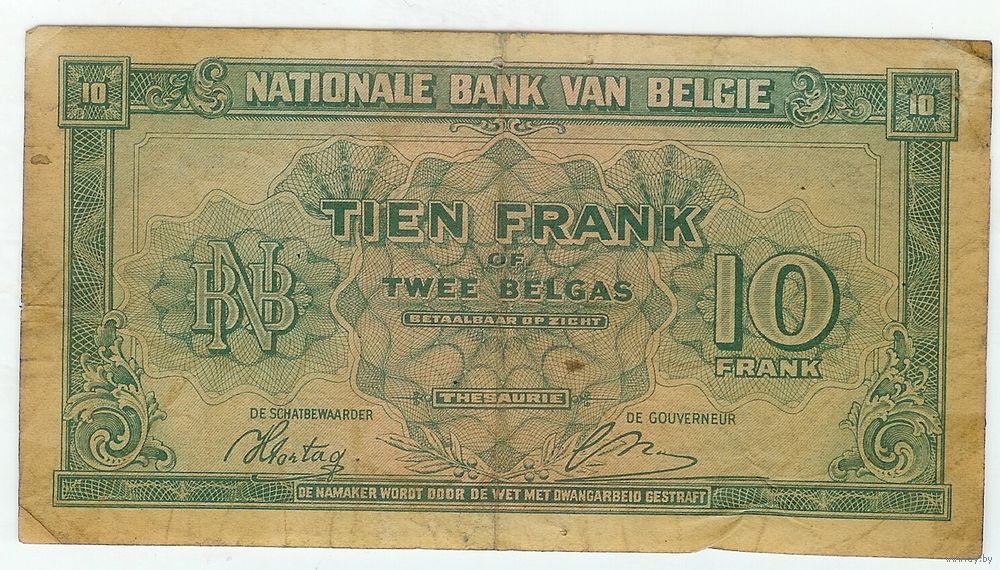 10
10
NATIONALE BANK VAN BELGIE
TIEN FRANK
OF
TWEE BELGAS
BETAALBAAR OP ZICHT
BNB
10
FRANK
THESAURIE
DE SCHATBEWAARDER
DE GOUVERNEUR
DE NAMAKER WORDT DOOR DE WET MET DWANGARBEID GESTRAFT